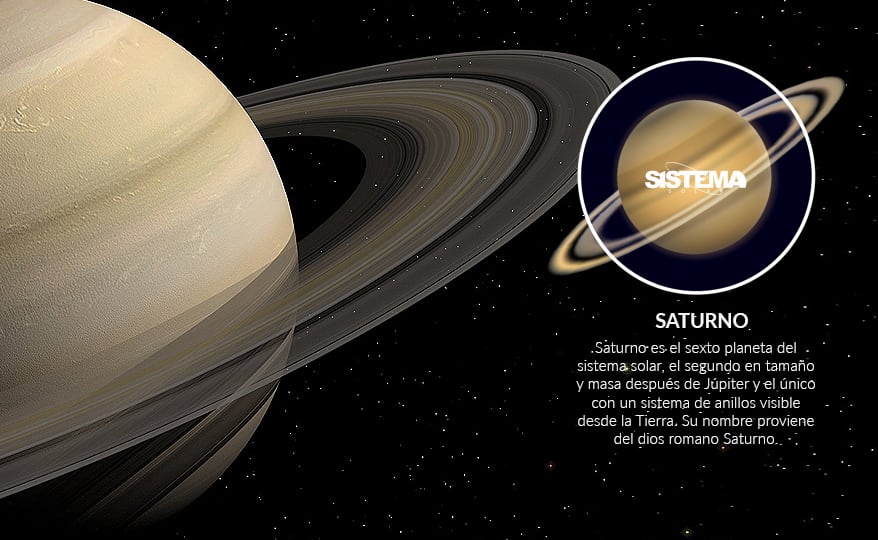 SISTEMA
SOLAR
SATURNO
Saturno es el sexto planeta del
sistema solar, el segundo en tamaño
y masa después de Júpiter y el único
con un sistema de anillos visible
desde la Tierra. Su nombre proviene
del dios romano Saturno.